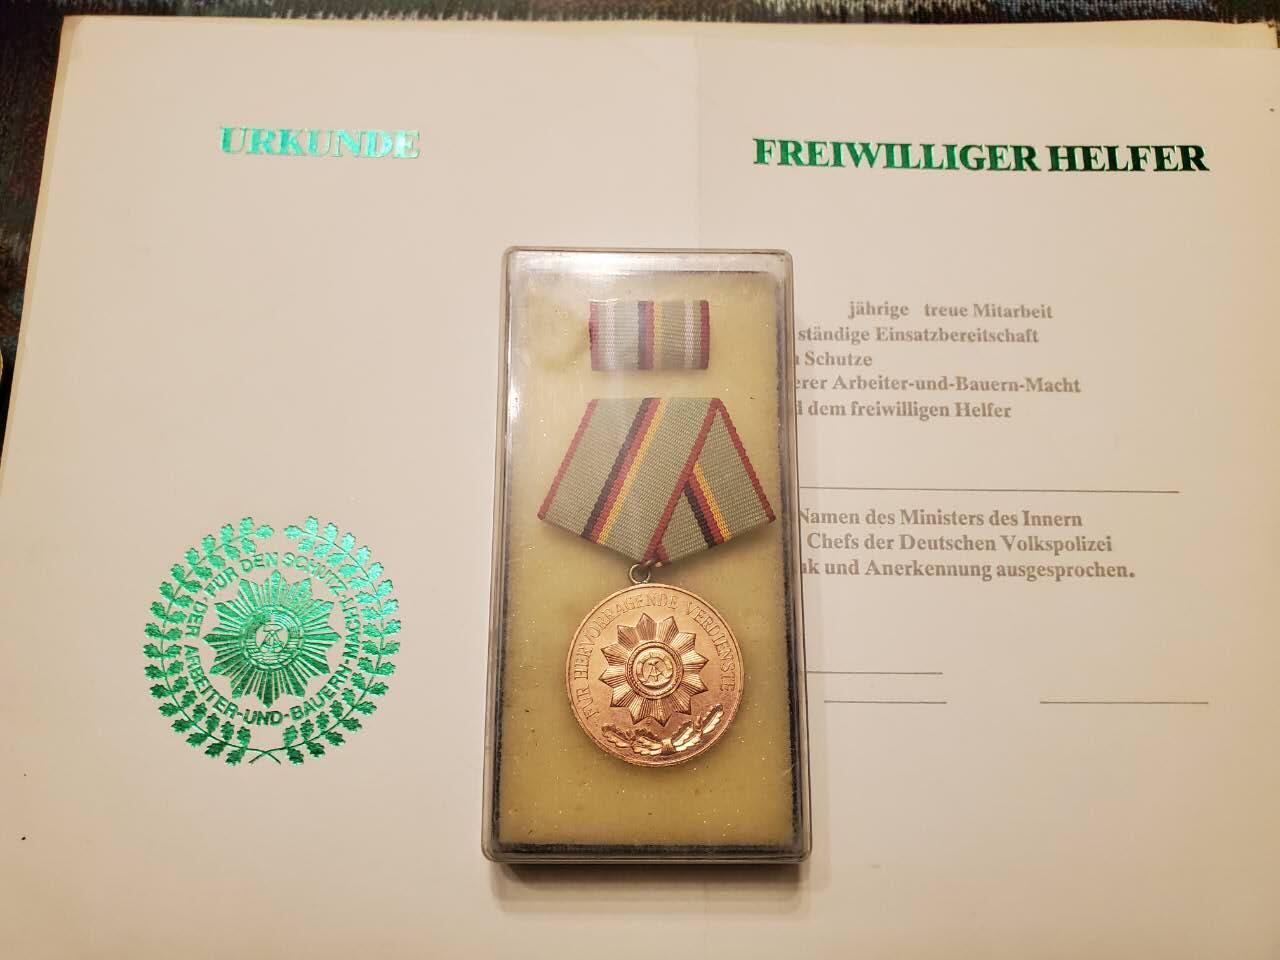 URKUNDE
FÜR DEN SCHUTZ DER ARBEITER-UND-BAUERN-MACHT
FÜR HERVORRAGENDE VERDIENSTE
FREIWILLIGER HELFER
jährige treue Mitarbeit
ständige Einsatzbereitschaft
Schutze
Arbeiter-und-Bauern-Macht
dem freiwilligen Helfer
Namen des Ministers des Innern
Chefs der Deutschen Volkspolizei
und Anerkennung ausgesprochen.